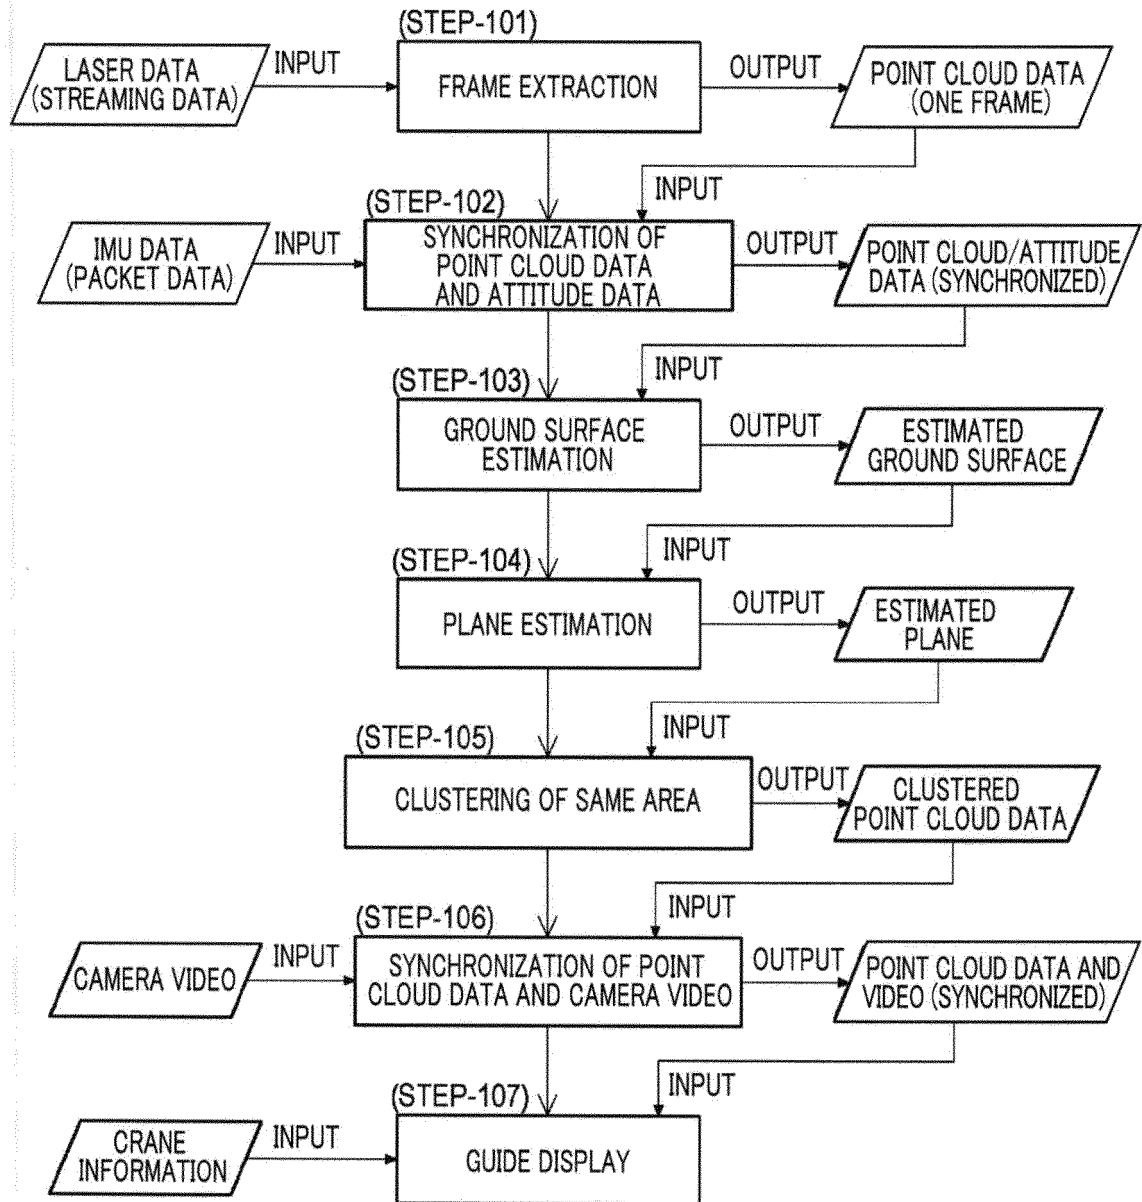 (STEP-101)
LASER DATA
(STREAMING DATA)
INPUT
FRAME EXTRACTION
OUTPUT
POINT CLOUD DATA
(ONE FRAME)
INPUT
(STEP-102)
IMU DATA
(PACKET DATA)
INPUT
SYNCHRONIZATION OF
POINT CLOUD DATA
AND ATTITUDE DATA
OUTPUT
POINT CLOUD/ATTITUDE
DATA (SYNCHRONIZED)
INPUT
(STEP-103)
GROUND SURFACE
ESTIMATION
OUTPUT
ESTIMATED
GROUND SURFACE
INPUT
(STEP-104)
PLANE ESTIMATION
OUTPUT
ESTIMATED
PLANE
INPUT
(STEP-105)
CLUSTERING OF SAME AREA
OUTPUT
CLUSTERED
POINT CLOUD DATA
INPUT
(STEP-106)
CAMERA VIDEO
INPUT
SYNCHRONIZATION OF POINT
CLOUD DATA AND CAMERA VIDEO
OUTPUT
POINT CLOUD DATA AND
VIDEO (SYNCHRONIZED)
INPUT
(STEP-107)
CRANE
INFORMATION
INPUT
GUIDE DISPLAY